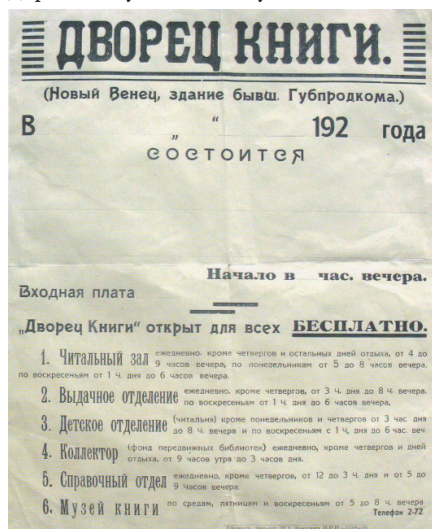 ДВОРЕЦ КНИГИ.
(Новый Венец, здание бывш. Губпродкома.)
В „ “ 192 года
состоится
Начало в час. вечера.
Входная плата
„Дворец Книги“ открыт для всех БЕСПЛАТНО.
1. Читальный зал ежедневно, кроме четвергов и остальных дней отдыха, от 4 до
9 часов вечера, по понедельникам от 5 до 8 часов вечера,
по воскресеньям от 1 ч. дня до 6 часов вечера.
2. Выдачное отделение ежедневно, кроме четвергов, от 3 ч. дня до 8 ч. вечера,
по воскресеньям от 1 ч. дня до 6 часов вечера.
3. Детское отделение (читальня) кроме понедельников и четвергов от 3 час. дня
до 8 ч. вечера и по воскресеньям с 1 ч. дня до 6 час. веч.
4. Коллектор (фонд передвижных библиотек) ежедневно, кроме четвергов и дней
отдыха, от 9 часов утра до 3 часов дня.
5. Справочный отдел ежедневно, кроме четвергов, от 12 до 3 ч. дня и от 5 до
9 часов вечера
6. Музей книги по средам, пятницам и воскресеньям от 5 до 8 ч. вечера
Телефон 2-72